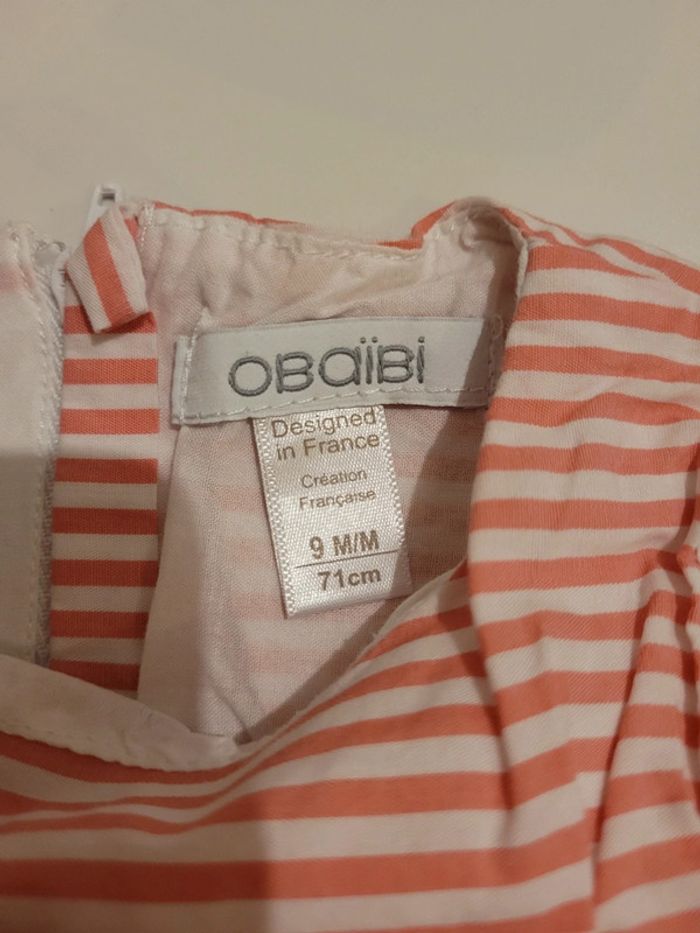 OBaïBi
Designed
in France
Création
Française
9 M/M
71cm